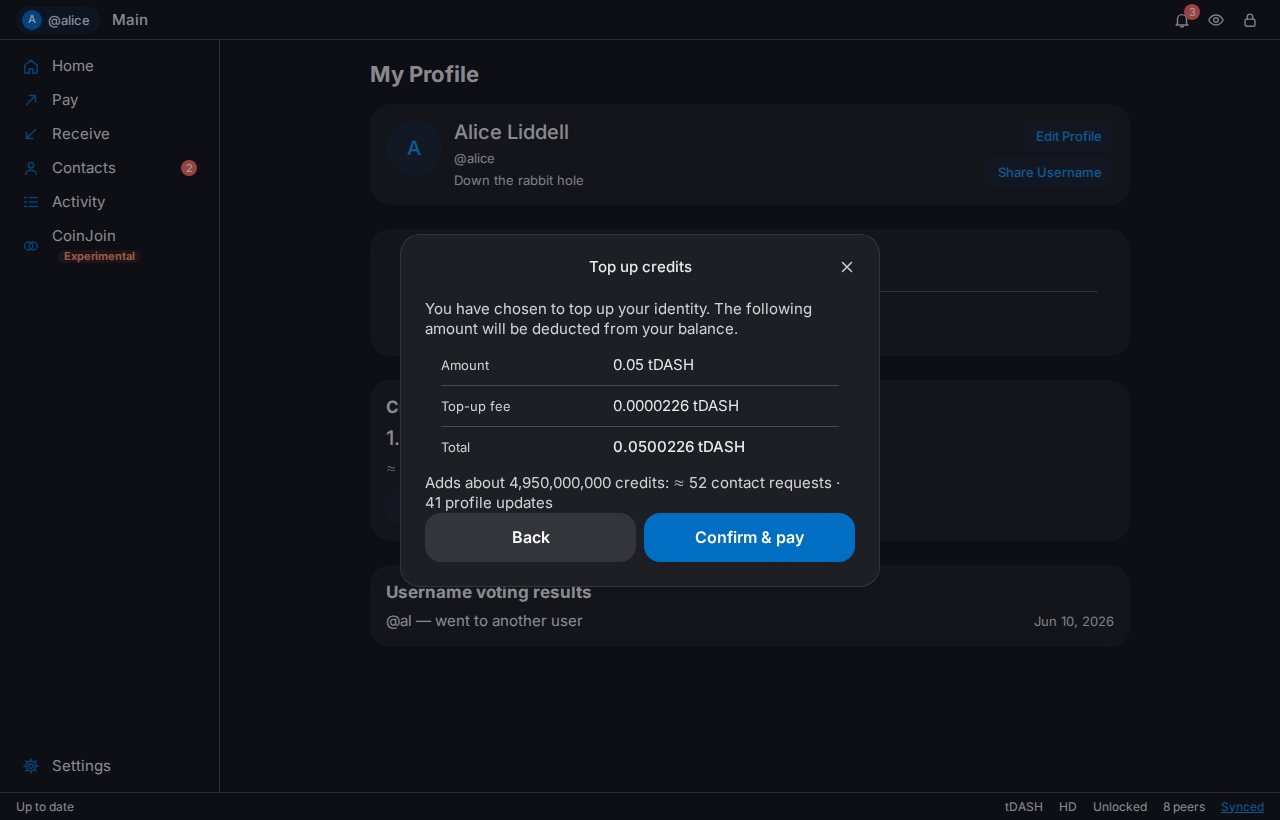 A @alice Main 3
Home
Pay
Receive
Contacts 2
Activity
CoinJoin
Experimental
Settings
My Profile
A
Alice Liddell
@alice
Down the rabbit hole
Edit Profile
Share Username
Top up credits
You have chosen to top up your identity. The following
amount will be deducted from your balance.
Amount 0.05 tDASH
Top-up fee 0.0000226 tDASH
Total 0.0500226 tDASH
Adds about 4,950,000,000 credits: ≈ 52 contact requests ·
41 profile updates
Back Confirm & pay
C
1.
≈
Username voting results
@al — went to another user Jun 10, 2026
Up to date tDASH HD Unlocked 8 peers Synced